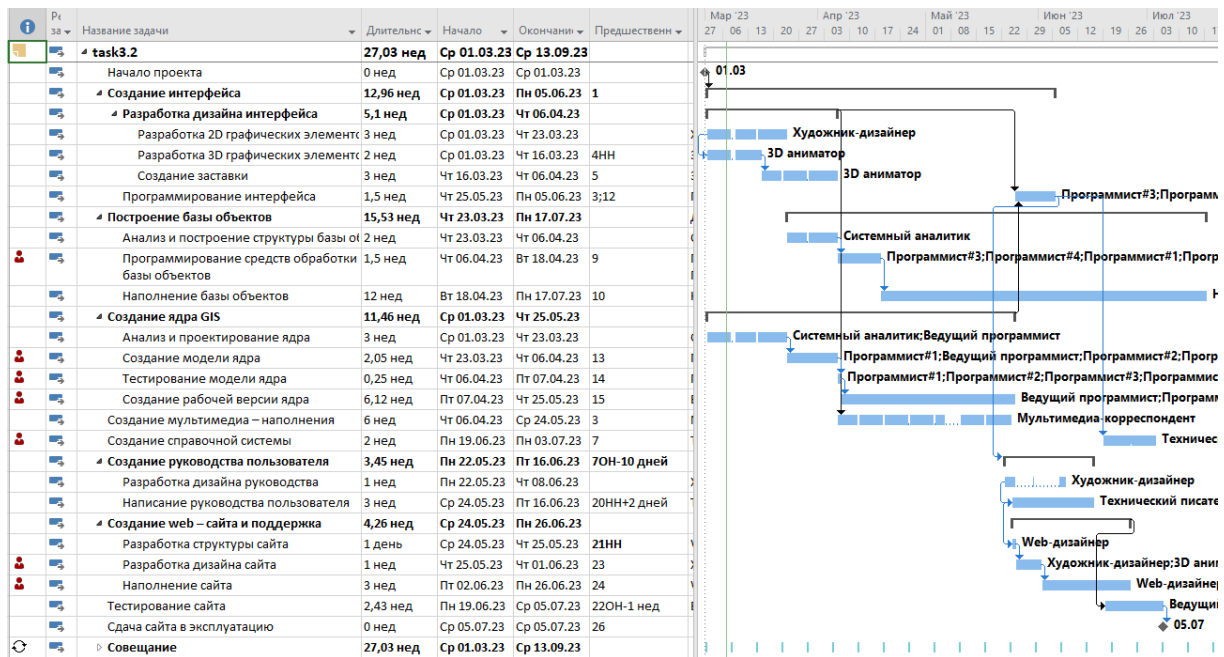 Мар '23 Апр '23 Май '23 Июн '23 Июл '23
Название задачи Длительнс Начало Окончани Предшественн 27 06 13 20 27 03 10 17 24 01 08 15 22 29 05 12 19 26 03 10
task3.2 27,03 нед Ср 01.03.23 Ср 13.09.23
Начало проекта 0 нед Ср 01.03.23 Ср 01.03.23 01.03
Создание интерфейса 12,96 нед Ср 01.03.23 Пн 05.06.23 1
Разработка дизайна интерфейса 5,1 нед Ср 01.03.23 Чт 06.04.23
Разработка 2D графических элементс 3 нед Ср 01.03.23 Чт 23.03.23 Художник-дизайнер
Разработка 3D графических элементс 2 нед Ср 01.03.23 Чт 16.03.23 4НН 3D аниматор
Создание заставки 3 нед Чт 16.03.23 Чт 06.04.23 5 3D аниматор
Программирование интерфейса 1,5 нед Чт 25.05.23 Пн 05.06.23 3;12 Программист#3;Программ
Построение базы объектов 15,53 нед Чт 23.03.23 Пн 17.07.23
Анализ и построение структуры базы об 2 нед Чт 23.03.23 Чт 06.04.23 Системный аналитик
Программирование средств обработки 1,5 нед Чт 06.04.23 Вт 18.04.23 9 Программист#3;Программист#4;Программист#1;Прогр
базы объектов
Наполнение базы объектов 12 нед Вт 18.04.23 Пн 17.07.23 10
Создание ядра GIS 11,46 нед Ср 01.03.23 Чт 25.05.23
Анализ и проектирование ядра 3 нед Ср 01.03.23 Чт 23.03.23 Системный аналитик;Ведущий программист
Создание модели ядра 2,05 нед Чт 23.03.23 Чт 06.04.23 13 Программист#1;Ведущий программист;Программист#2;Прогр
Тестирование модели ядра 0,25 нед Чт 06.04.23 Пт 07.04.23 14 Программист#1;Программист#2;Программист#3;Программис
Создание рабочей версии ядра 6,12 нед Пт 07.04.23 Чт 25.05.23 15 Ведущий программист;Програм
Создание мультимедиа – наполнения 6 нед Чт 06.04.23 Ср 24.05.23 3 Мультимедиа-корреспондент
Создание справочной системы 2 нед Пн 19.06.23 Пн 03.07.23 7 Техничес
Создание руководства пользователя 3,45 нед Пн 22.05.23 Пт 16.06.23 7ОН-10 дней
Разработка дизайна руководства 1 нед Пн 22.05.23 Чт 08.06.23 Художник-дизайнер
Написание руководства пользователя 3 нед Ср 24.05.23 Пт 16.06.23 20НН+2 дней Технический писате
Создание web – сайта и поддержка 4,26 нед Ср 24.05.23 Пн 26.06.23
Разработка структуры сайта 1 день Ср 24.05.23 Чт 25.05.23 21НН Web-дизайнер
Разработка дизайна сайта 1 нед Чт 25.05.23 Чт 01.06.23 23 Художник-дизайнер;3D ани
Наполнение сайта 3 нед Пт 02.06.23 Пн 26.06.23 24 Web-дизайне
Тестирование сайта 2,43 нед Пн 19.06.23 Ср 05.07.23 22ОН-1 нед Ведущи
Сдача сайта в эксплуатацию 0 нед Ср 05.07.23 Ср 05.07.23 26 05.07
Совещание 27,03 нед Ср 01.03.23 Ср 13.09.23